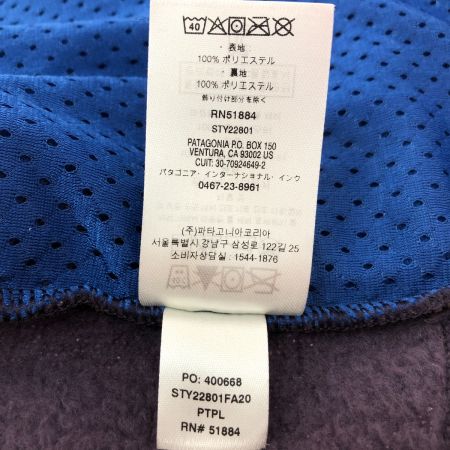 40
・表地
100% ポリエステル
・裏地
100% ポリエステル
飾り付け部分を除く
RN51884
STY22801
PATAGONIA P.O. BOX 150
VENTURA, CA 93002 US
CUIT: 30-70924649-2
パタゴニア・インターナショナル・インク
0467-23-8961
(주)파타고니아코리아
서울특별시 강남구 삼성로 122길 25
소비자상담실 : 1544-1876
PO: 400668
STY22801FA20
PTPL
RN# 51884